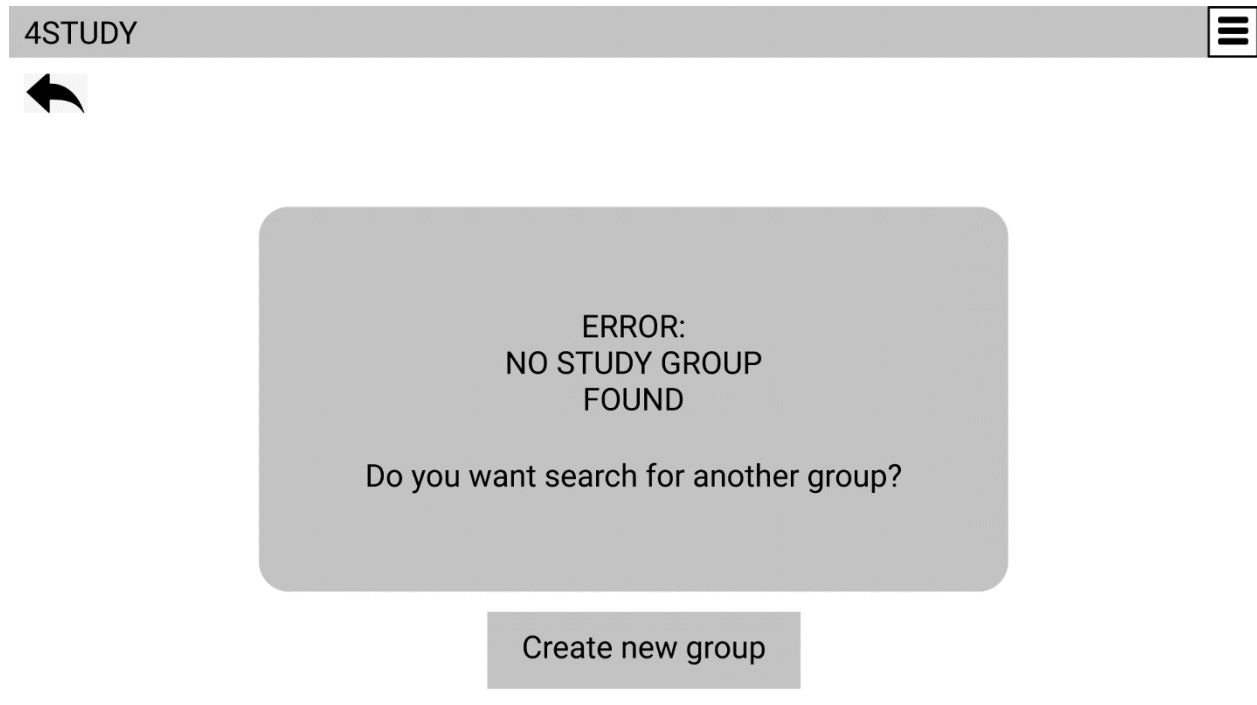 4STUDY
ERROR:
NO STUDY GROUP
FOUND
Do you want search for another group?
Create new group